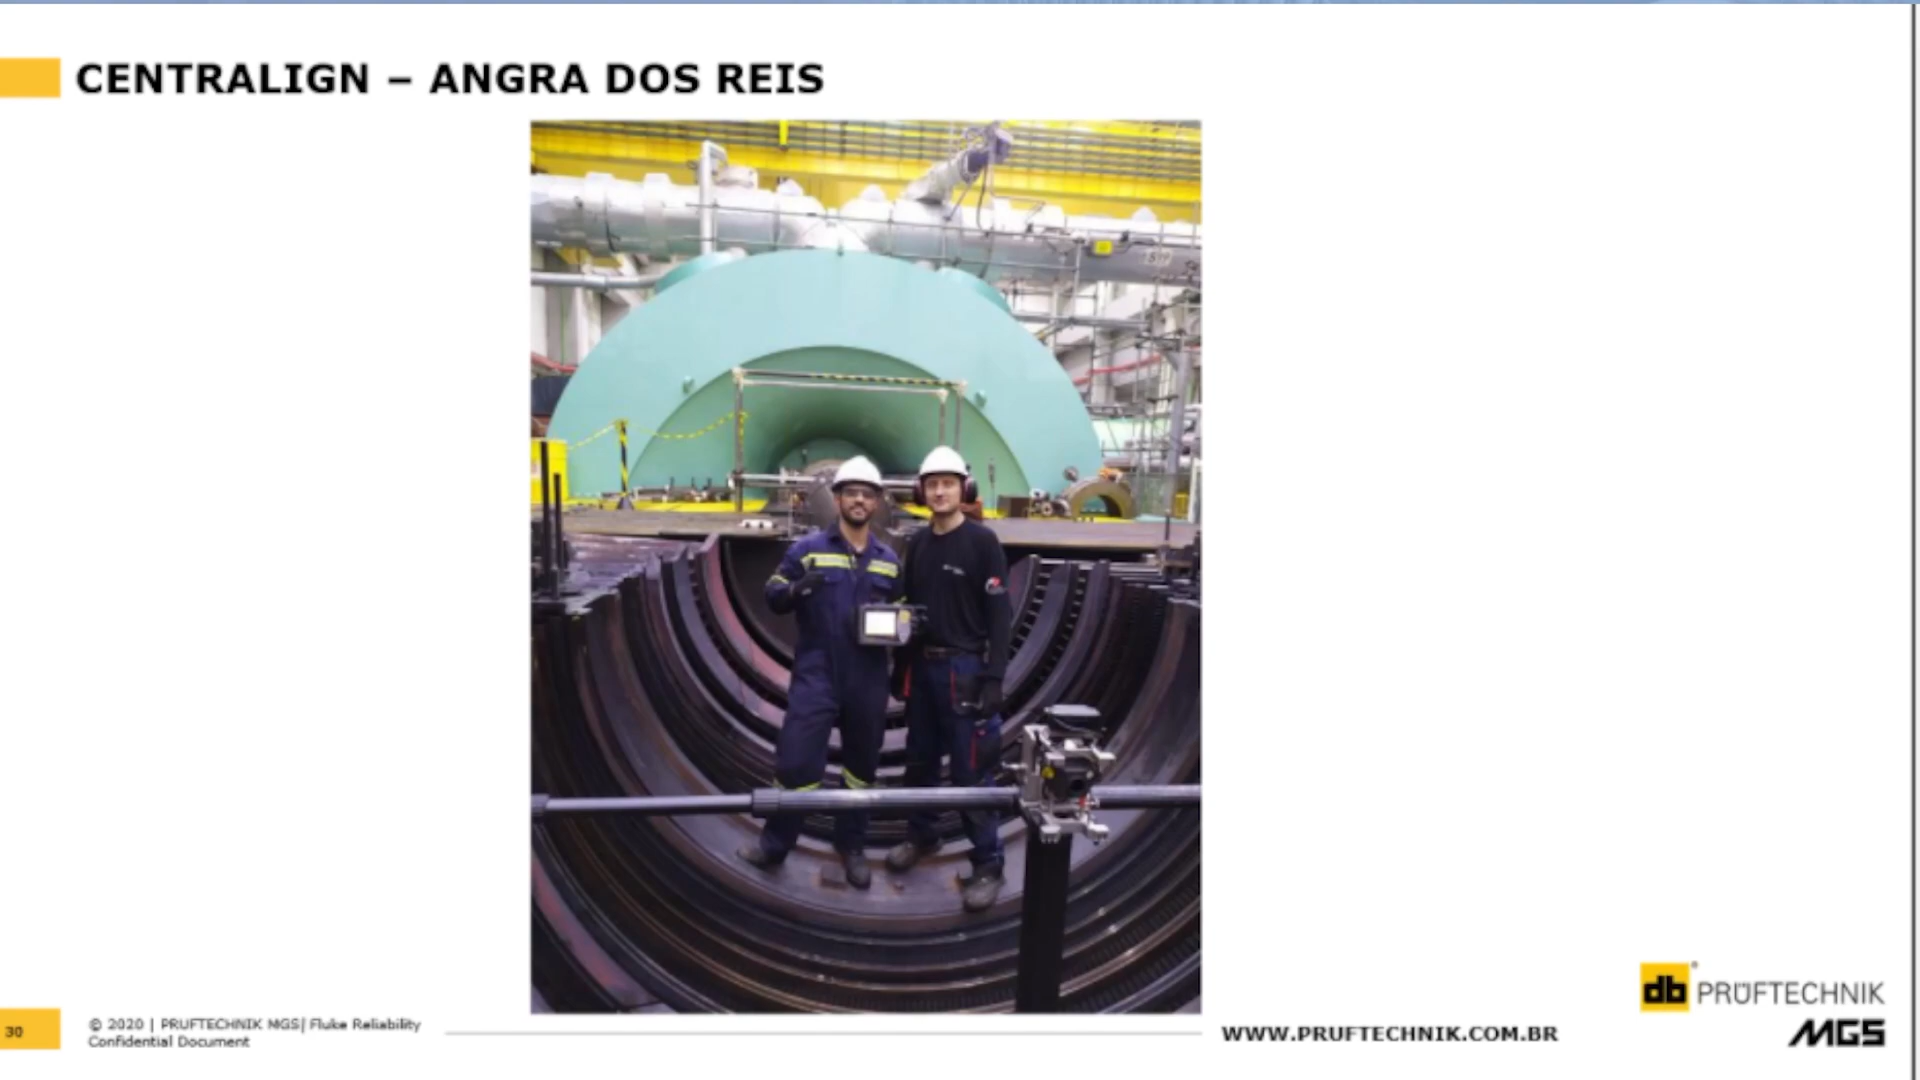 CENTRALIGN – ANGRA DOS REIS
30
© 2020 | PRUFTECHNIK MGS| Fluke Reliability
Confidential Document
WWW.PRUFTECHNIK.COM.BR
db PRÜFTECHNIK
MGS